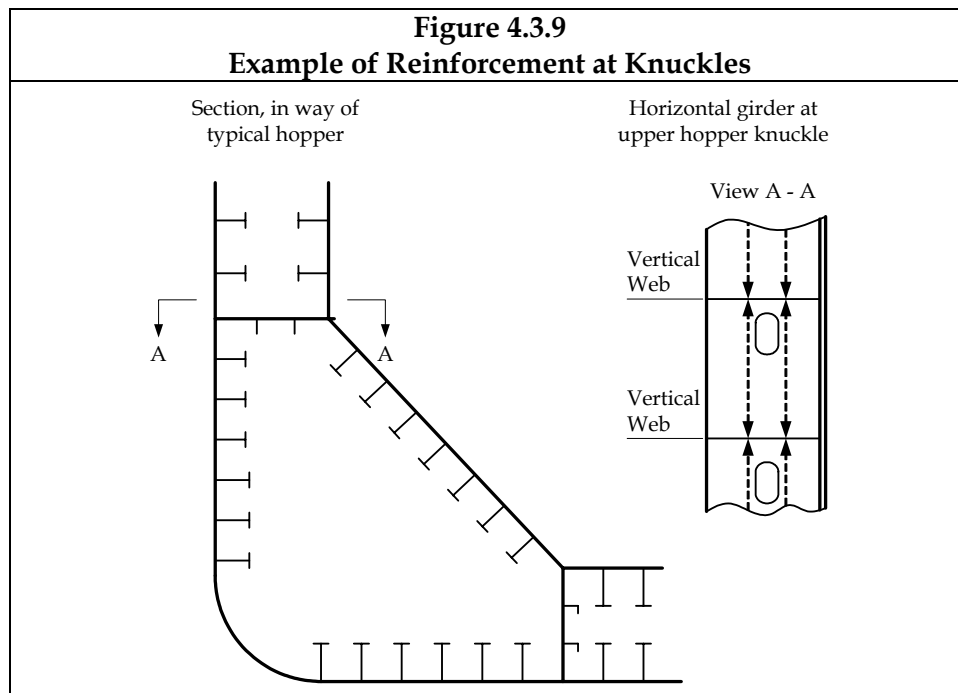 Figure 4.3.9
Example of Reinforcement at Knuckles
Section, in way of
typical hopper
Horizontal girder at
upper hopper knuckle
View A - A
Vertical
Web
A
A
Vertical
Web